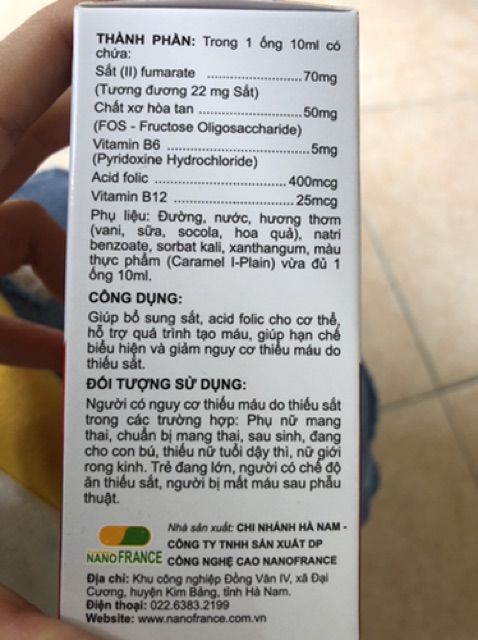 THÀNH PHẦN: Trong 1 ống 10ml có
chứa:
Sắt (II) fumarate ........................70mg
(Tương đương 22 mg Sắt)
Chất xơ hòa tan ..........................50mg
(FOS - Fructose Oligosaccharide)
Vitamin B6 ..................................5mg
(Pyridoxine Hydrochloride)
Acid folic ................................400mcg
Vitamin B12 ..............................25mcg
Phụ liệu: Đường, nước, hương thơm
(vani, sữa, socola, hoa quả), natri
benzoate, sorbat kali, xanthangum, màu
thực phẩm (Caramel I-Plain) vừa đủ 1
ống 10ml.
CÔNG DỤNG:
Giúp bổ sung sắt, acid folic cho cơ thể,
hỗ trợ quá trình tạo máu, giúp hạn chế
biểu hiện và giảm nguy cơ thiếu máu do
thiếu sắt.
ĐỐI TƯỢNG SỬ DỤNG:
Người có nguy cơ thiếu máu do thiếu sắt
trong các trường hợp: Phụ nữ mang
thai, chuẩn bị mang thai, sau sinh, đang
cho con bú, thiếu nữ tuổi dậy thì, nữ giới
rong kinh. Trẻ đang lớn, người có chế độ
ăn thiếu sắt, người bị mất máu sau phẫu
thuật.
Nhà sản xuất: CHI NHÁNH HÀ NAM -
CÔNG TY TNHH SẢN XUẤT DP
CÔNG NGHỆ CAO NANOFRANCE
NANOFRANCE
Địa chỉ: Khu công nghiệp Đồng Văn IV, xã Đại
Cương, huyện Kim Bảng, tỉnh Hà Nam.
Điện thoại: 022.6383.2199
Website: www.nanofrance.com.vn